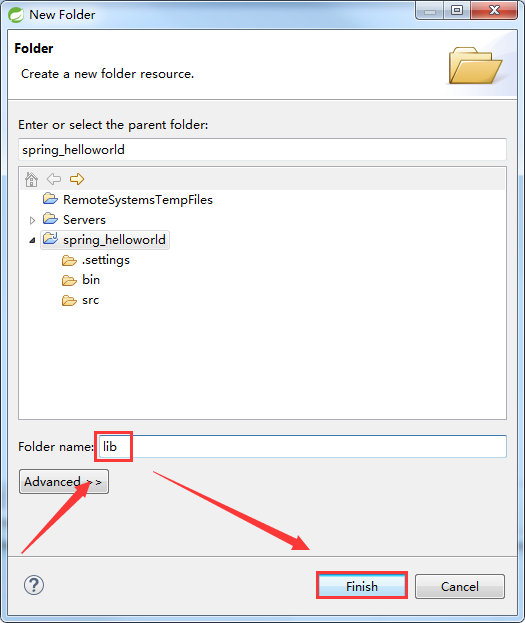 New Folder
Folder
Create a new folder resource.
Enter or select the parent folder:
spring_helloworld
RemoteSystemsTempFiles
Servers
spring_helloworld
.settings
bin
src
Folder name: lib
Advanced >>
Finish
Cancel